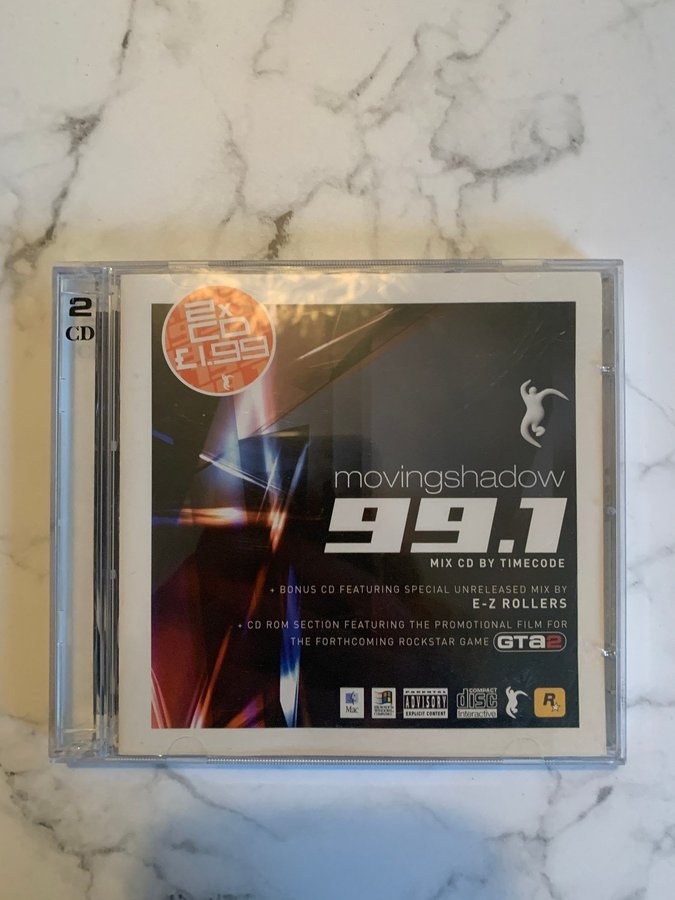 2
CD
2x
CD
£1.99
movingshadow
99.1
MIX CD BY TIMECODE
+ BONUS CD FEATURING SPECIAL UNRELEASED MIX BY
E-Z ROLLERS
+ CD ROM SECTION FEATURING THE PROMOTIONAL FILM FOR
THE FORTHCOMING ROCKSTAR GAME GTA2
Mac
PARENTAL
ADVISORY
EXPLICIT CONTENT
COMPACT
disc
Interactive
R